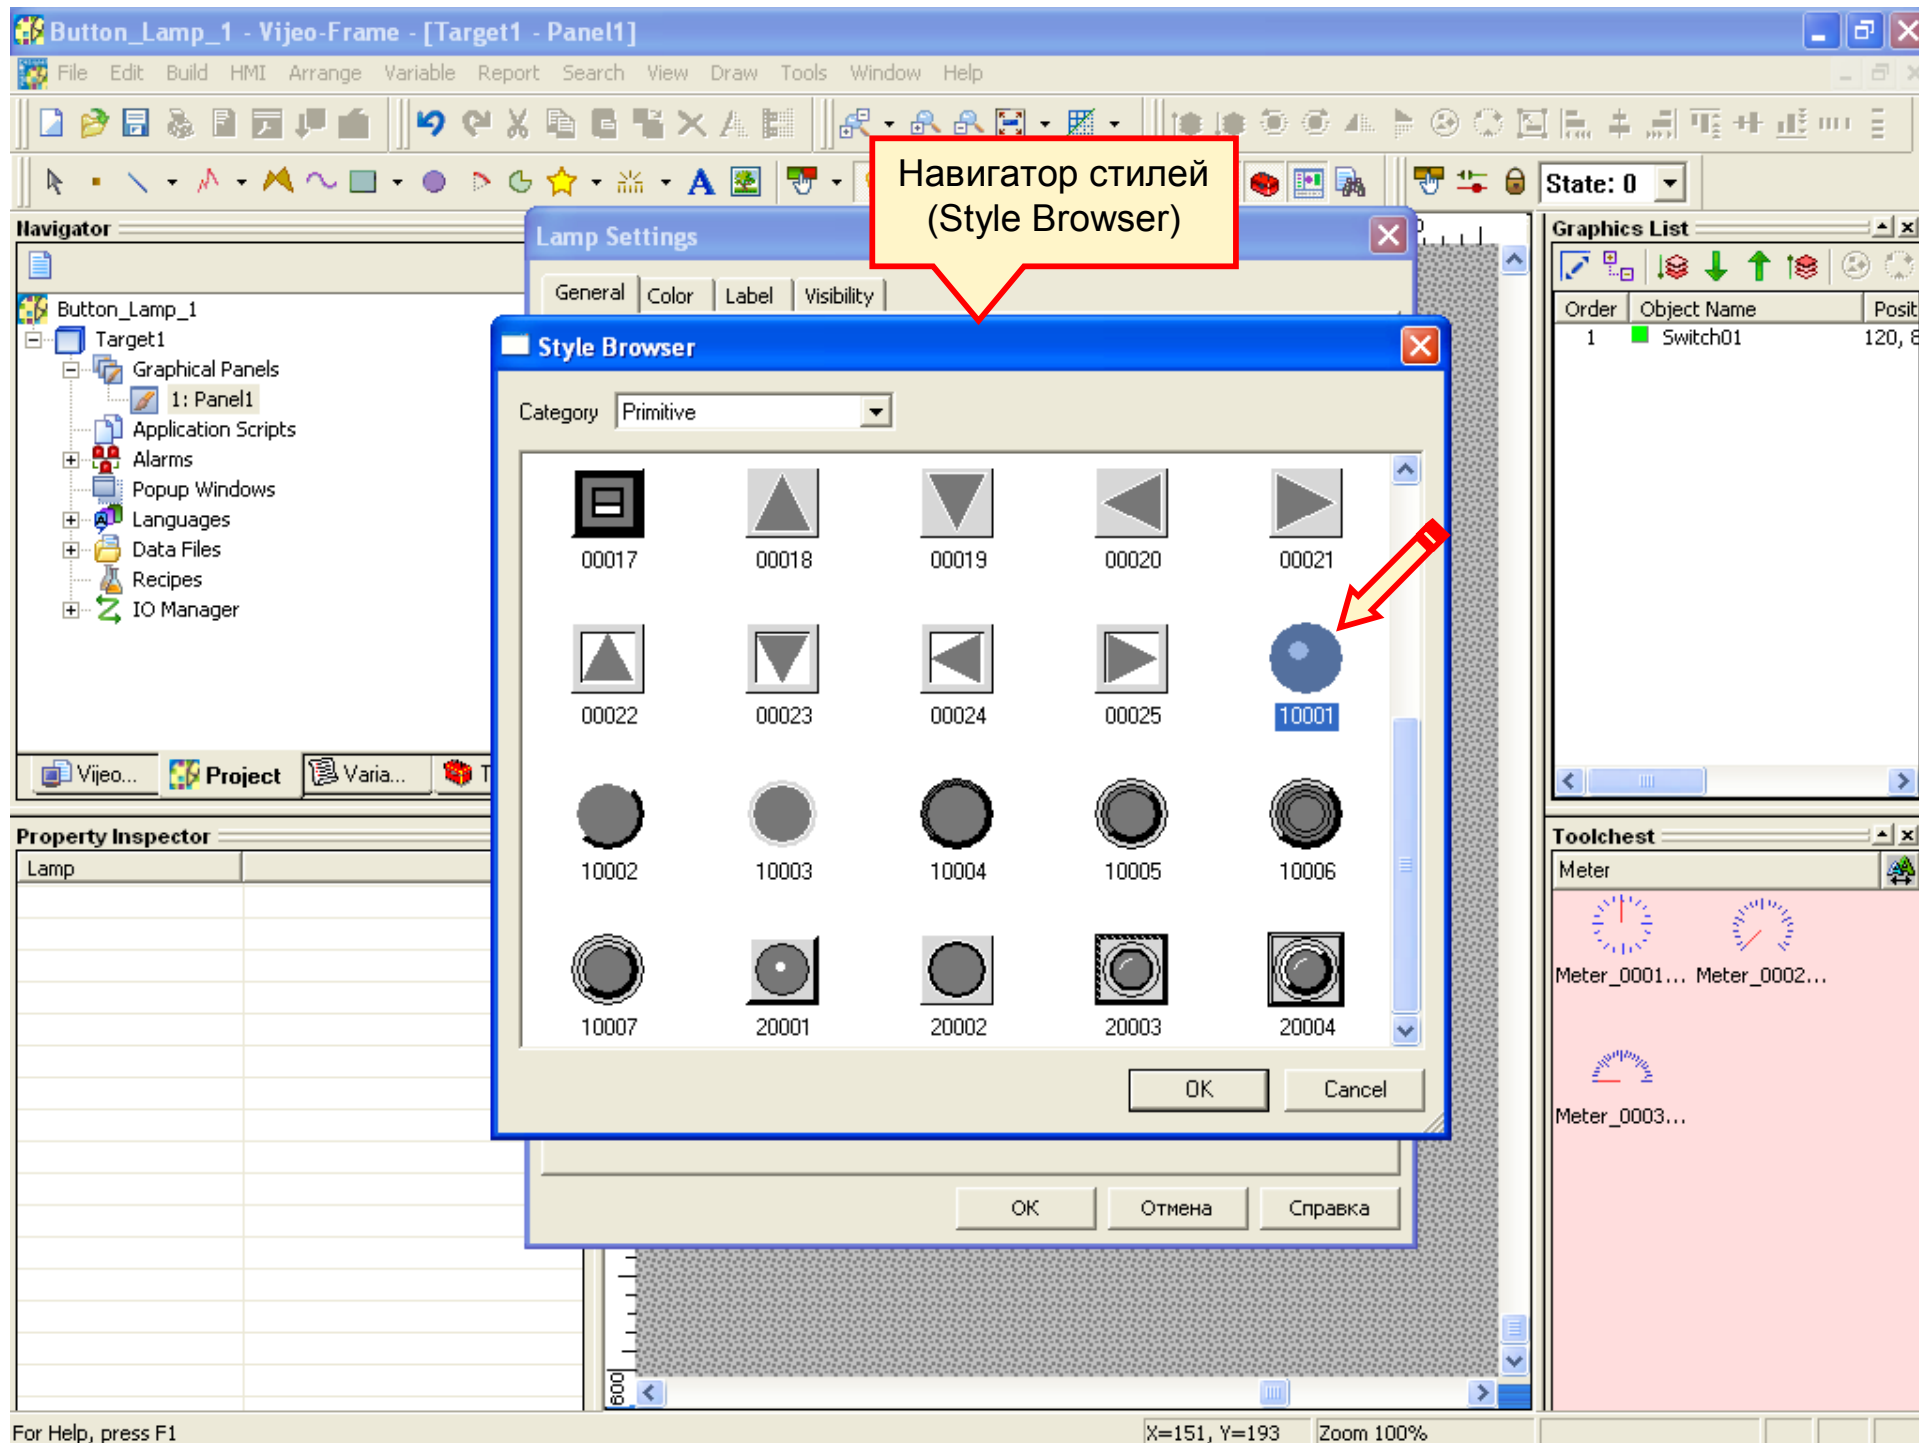 Button_Lamp_1 - Vijeo-Frame - [Target1 - Panel1]
File Edit Build HMI Arrange Variable Report Search View Draw Tools Window Help
Навигатор стилей
(Style Browser)
State: 0
Navigator
Button_Lamp_1
Target1
Graphical Panels
1: Panel1
Application Scripts
Alarms
Popup Windows
Languages
Data Files
Recipes
IO Manager
Vijeo... Project Varia... T
Property Inspector
Lamp
Lamp Settings
General Color Label Visibility
Style Browser
Category Primitive
00017 00018 00019 00020 00021
00022 00023 00024 00025 10001
10002 10003 10004 10005 10006
10007 20001 20002 20003 20004
OK Cancel
ОК Отмена Справка
600
Graphics List
Order Object Name Posit
1 Switch01 120, 8
Toolchest
Meter
Meter_0001... Meter_0002...
Meter_0003...
For Help, press F1
X=151, Y=193 Zoom 100%